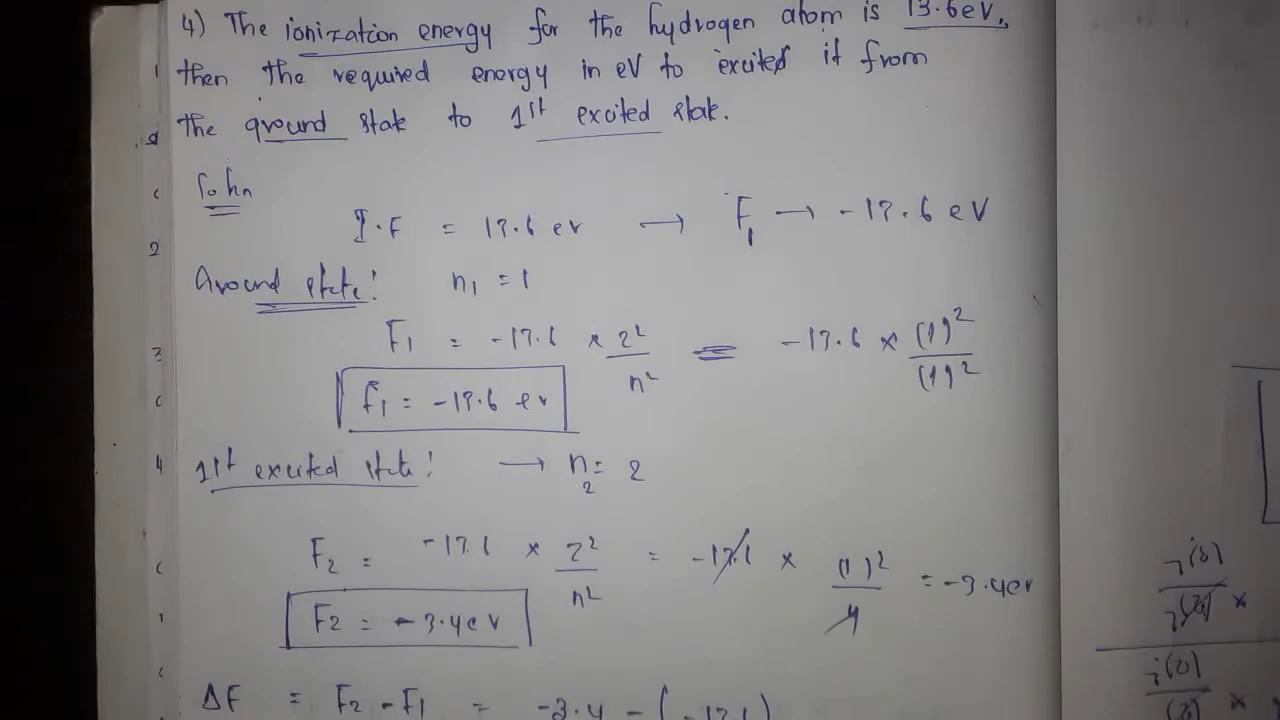 4) The ionization energy for the hydrogen atom is 13.6eV,
then the required energy in eV to excited it from
the ground state to 1st excited state.
Soln
I.E = 13.6 ev → E1 → -13.6 eV
Ground state: n1 = 1
E1 = -13.6 × Z²/n² = -13.6 × (1)²/(1)²
E1 = -13.6 ev
1st excited state: → n2 = 2
E2 = -13.6 × Z²/n² = -13.6 × (1)²/4 = -3.4ev
E2 = -3.4 ev
ΔE = E2 - E1 = -3.4 - (-13.6)